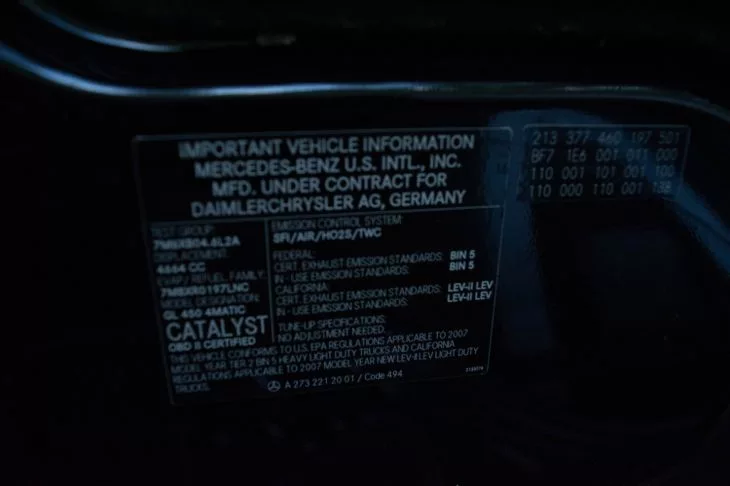 IMPORTANT VEHICLE INFORMATION
MERCEDES-BENZ U.S. INTL., INC.
MFD. UNDER CONTRACT FOR
DAIMLERCHRYSLER AG, GERMANY
TEST GROUP:
7MBXB04.6L2A
DISPLACEMENT:
4664 CC
EVAP / REFUEL FAMILY:
7MBXR0197LNC
MODEL DESIGNATION:
GL 450 4MATIC
CATALYST
OBD II CERTIFIED
EMISSION CONTROL SYSTEM:
SFI/AIR/HO2S/TWC
FEDERAL:
CERT. EXHAUST EMISSION STANDARDS: BIN 5
IN - USE EMISSION STANDARDS: BIN 5
CALIFORNIA:
CERT. EXHAUST EMISSION STANDARDS: LEV-II LEV
IN - USE EMISSION STANDARDS: LEV-II LEV
TUNE-UP SPECIFICATIONS:
NO ADJUSTMENT NEEDED.
THIS VEHICLE CONFORMS TO U.S. EPA REGULATIONS APPLICABLE TO 2007
MODEL YEAR TIER 2 BIN 5 HEAVY LIGHT DUTY TRUCKS AND CALIFORNIA
REGULATIONS APPLICABLE TO 2007 MODEL YEAR NEW LEV-II LEV LIGHT DUTY
TRUCKS.
A 273 221 20 01 / Code 494
213 377 460 197 501
BF7 1E6 001 011 000
110 001 101 001 100
110 000 110 001 138